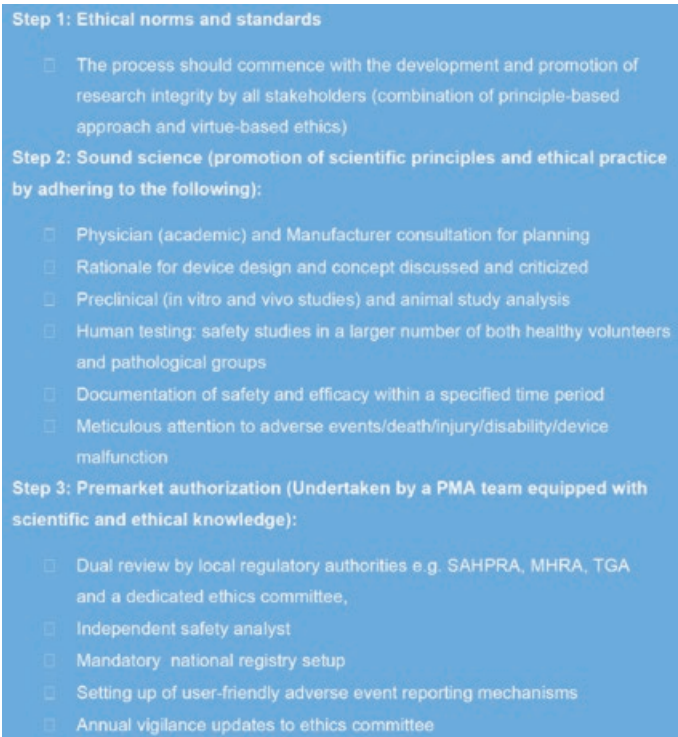 Step 1: Ethical norms and standards
The process should commence with the development and promotion of
research integrity by all stakeholders (combination of principle-based
approach and virtue-based ethics)
Step 2: Sound science (promotion of scientific principles and ethical practice
by adhering to the following):
Physician (academic) and Manufacturer consultation for planning
Rationale for device design and concept discussed and criticized
Preclinical (in vitro and vivo studies) and animal study analysis
Human testing: safety studies in a larger number of both healthy volunteers
and pathological groups
Documentation of safety and efficacy within a specified time period
Meticulous attention to adverse events/death/injury/disability/device
malfunction
Step 3: Premarket authorization (Undertaken by a PMA team equipped with
scientific and ethical knowledge):
Dual review by local regulatory authorities e.g. SAHPRA, MHRA, TGA
and a dedicated ethics committee,
Independent safety analyst
Mandatory national registry setup
Setting up of user-friendly adverse event reporting mechanisms
Annual vigilance updates to ethics committee